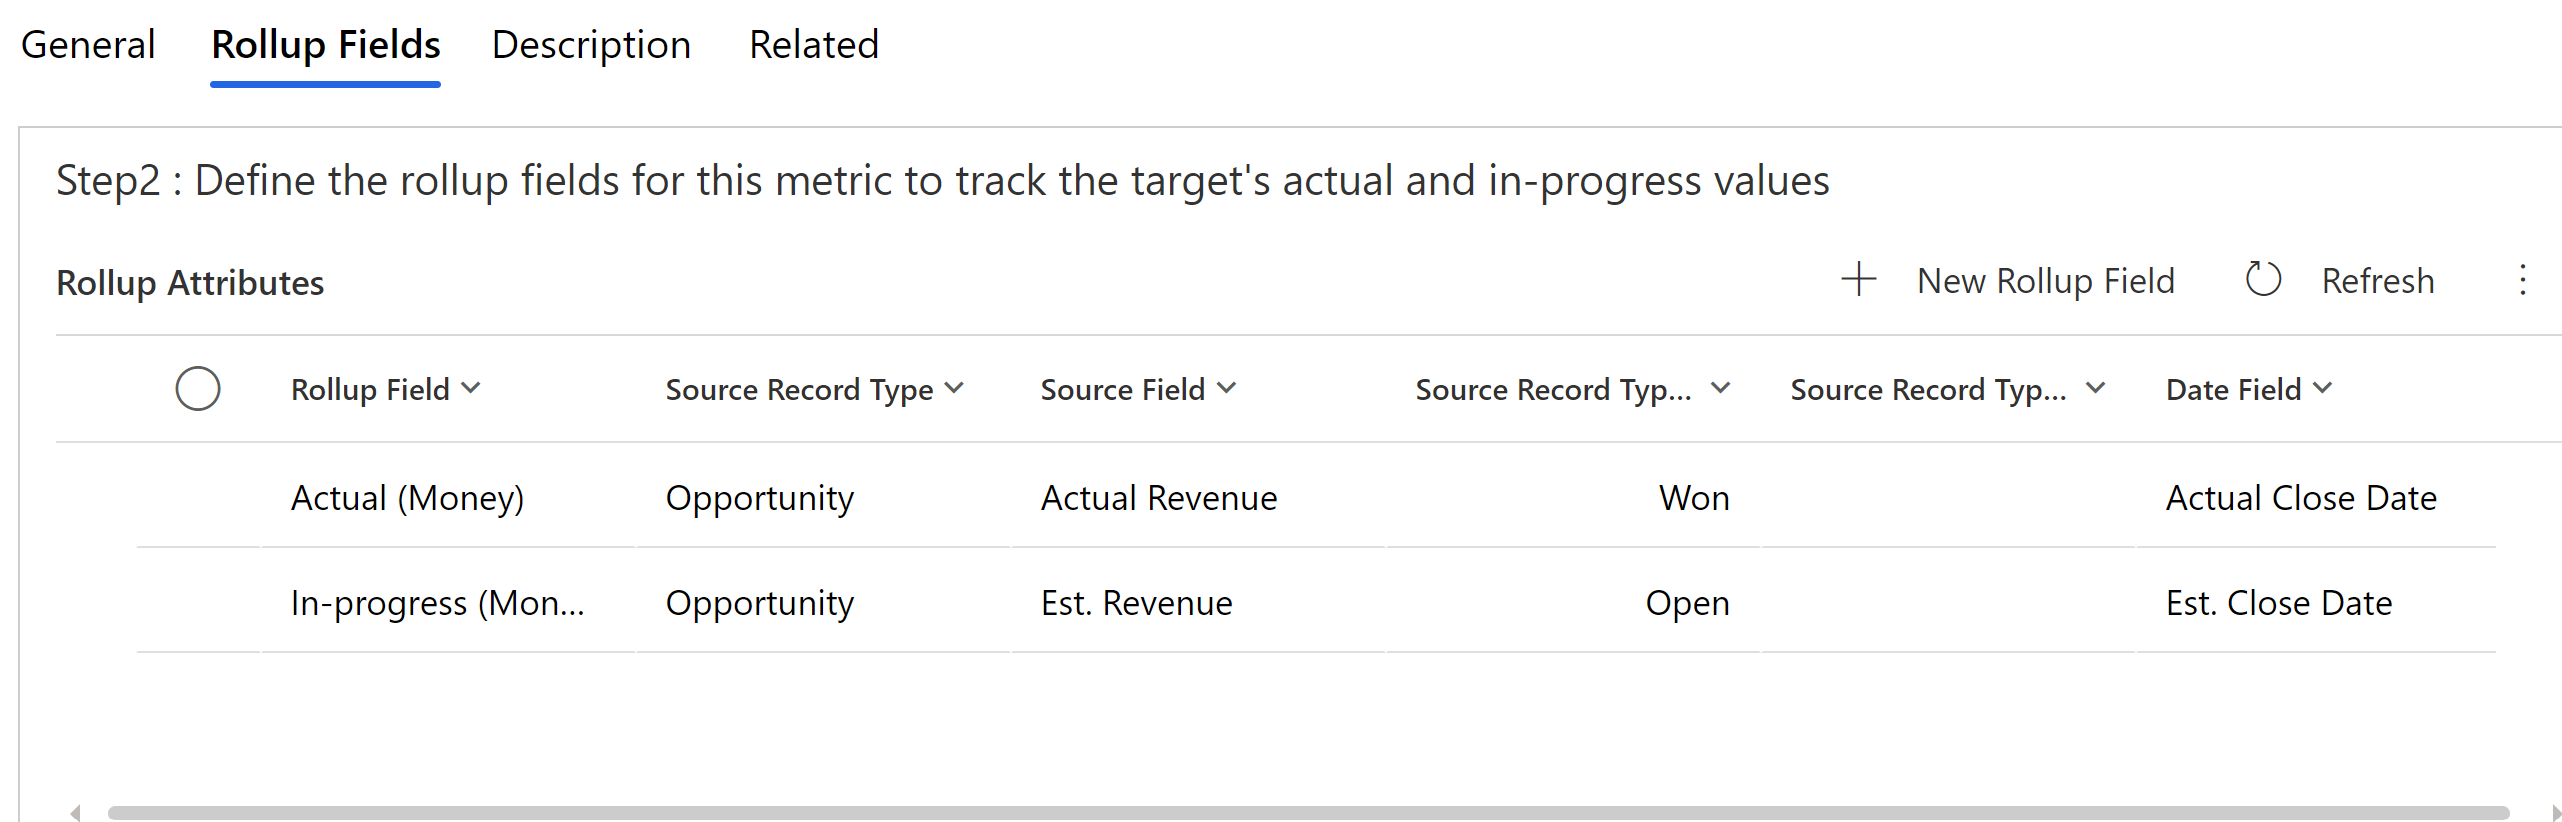 General Rollup Fields Description Related
Step2 : Define the rollup fields for this metric to track the target's actual and in-progress values
Rollup Attributes New Rollup Field Refresh
Rollup Field Source Record Type Source Field Source Record Typ... Source Record Typ... Date Field
Actual (Money) Opportunity Actual Revenue Won Actual Close Date
In-progress (Mon... Opportunity Est. Revenue Open Est. Close Date